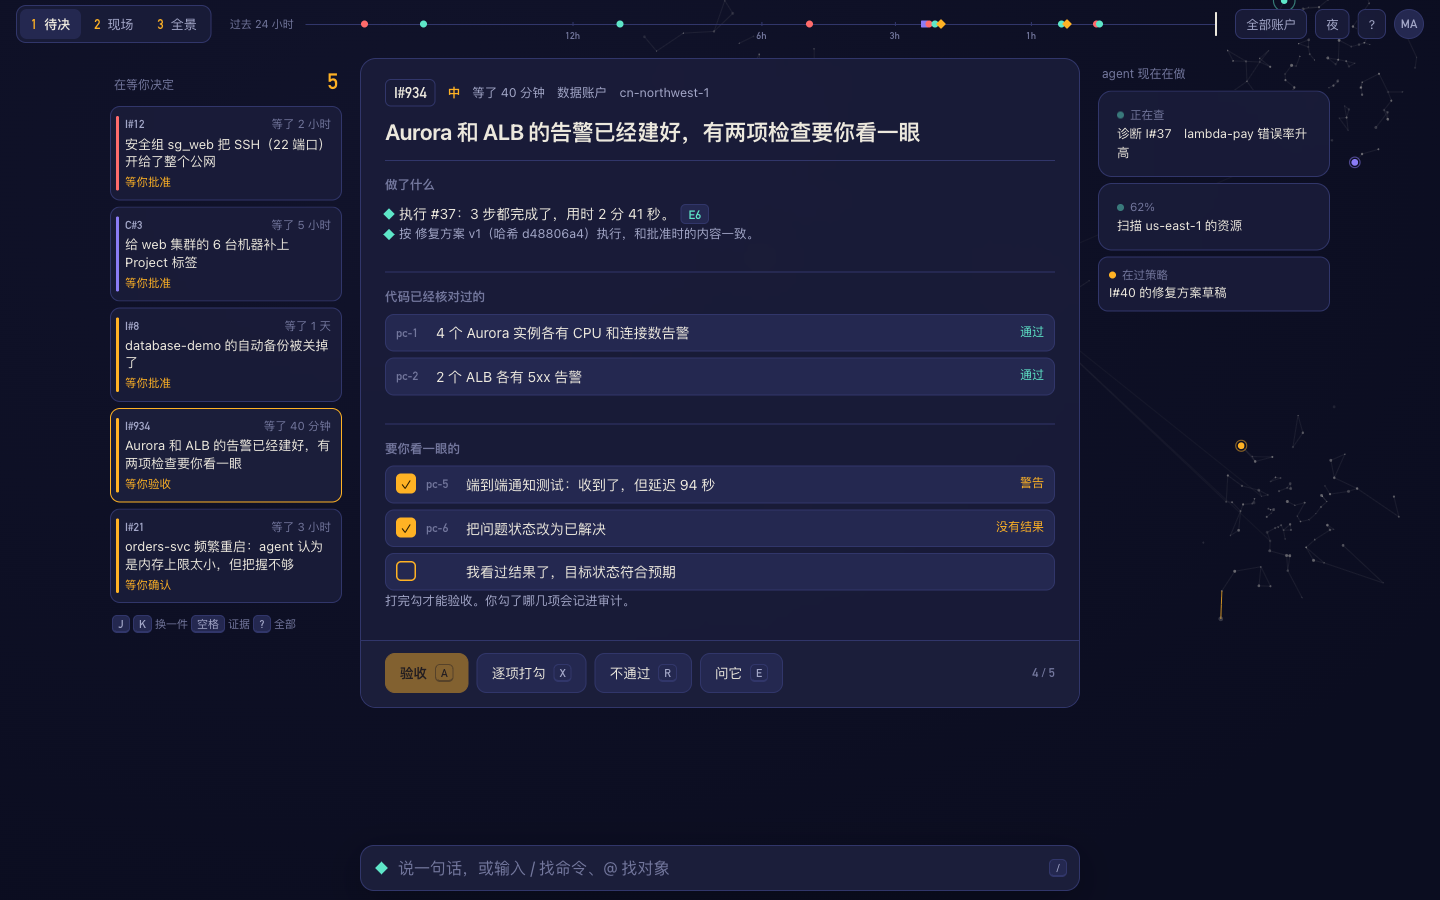 1 待决 2 现场 3 全景
过去 24 小时
12h 6h 3h 1h
全部账户 夜 ? MA
在等你决定 5
I#12 等了 2 小时
安全组 sg_web 把 SSH（22 端口）
开给了整个公网
等你批准
C#3 等了 5 小时
给 web 集群的 6 台机器补上
Project 标签
等你批准
I#8 等了 1 天
database-demo 的自动备份被关掉
了
等你批准
I#934 等了 40 分钟
Aurora 和 ALB 的告警已经建好，有
两项检查要你看一眼
等你验收
I#21 等了 3 小时
orders-svc 频繁重启：agent 认为
是内存上限太小，但把握不够
等你确认
J K 换一件 空格 证据 ? 全部
I#934 中 等了 40 分钟 数据账户 cn-northwest-1
Aurora 和 ALB 的告警已经建好，有两项检查要你看一眼
做了什么
执行 #37：3 步都完成了，用时 2 分 41 秒。 E6
按 修复方案 v1（哈希 d48806a4）执行，和批准时的内容一致。
代码已经核对过的
pc-1 4 个 Aurora 实例各有 CPU 和连接数告警 通过
pc-2 2 个 ALB 各有 5xx 告警 通过
要你看一眼的
pc-5 端到端通知测试：收到了，但延迟 94 秒 警告
pc-6 把问题状态改为已解决 没有结果
我看过结果了，目标状态符合预期
打完勾才能验收。你勾了哪几项会记进审计。
验收 A 逐项打勾 X 不通过 R 问它 E 4 / 5
agent 现在在做
正在查
诊断 I#37 lambda-pay 错误率升
高
62%
扫描 us-east-1 的资源
在过策略
I#40 的修复方案草稿
说一句话，或输入 / 找命令、@ 找对象 /